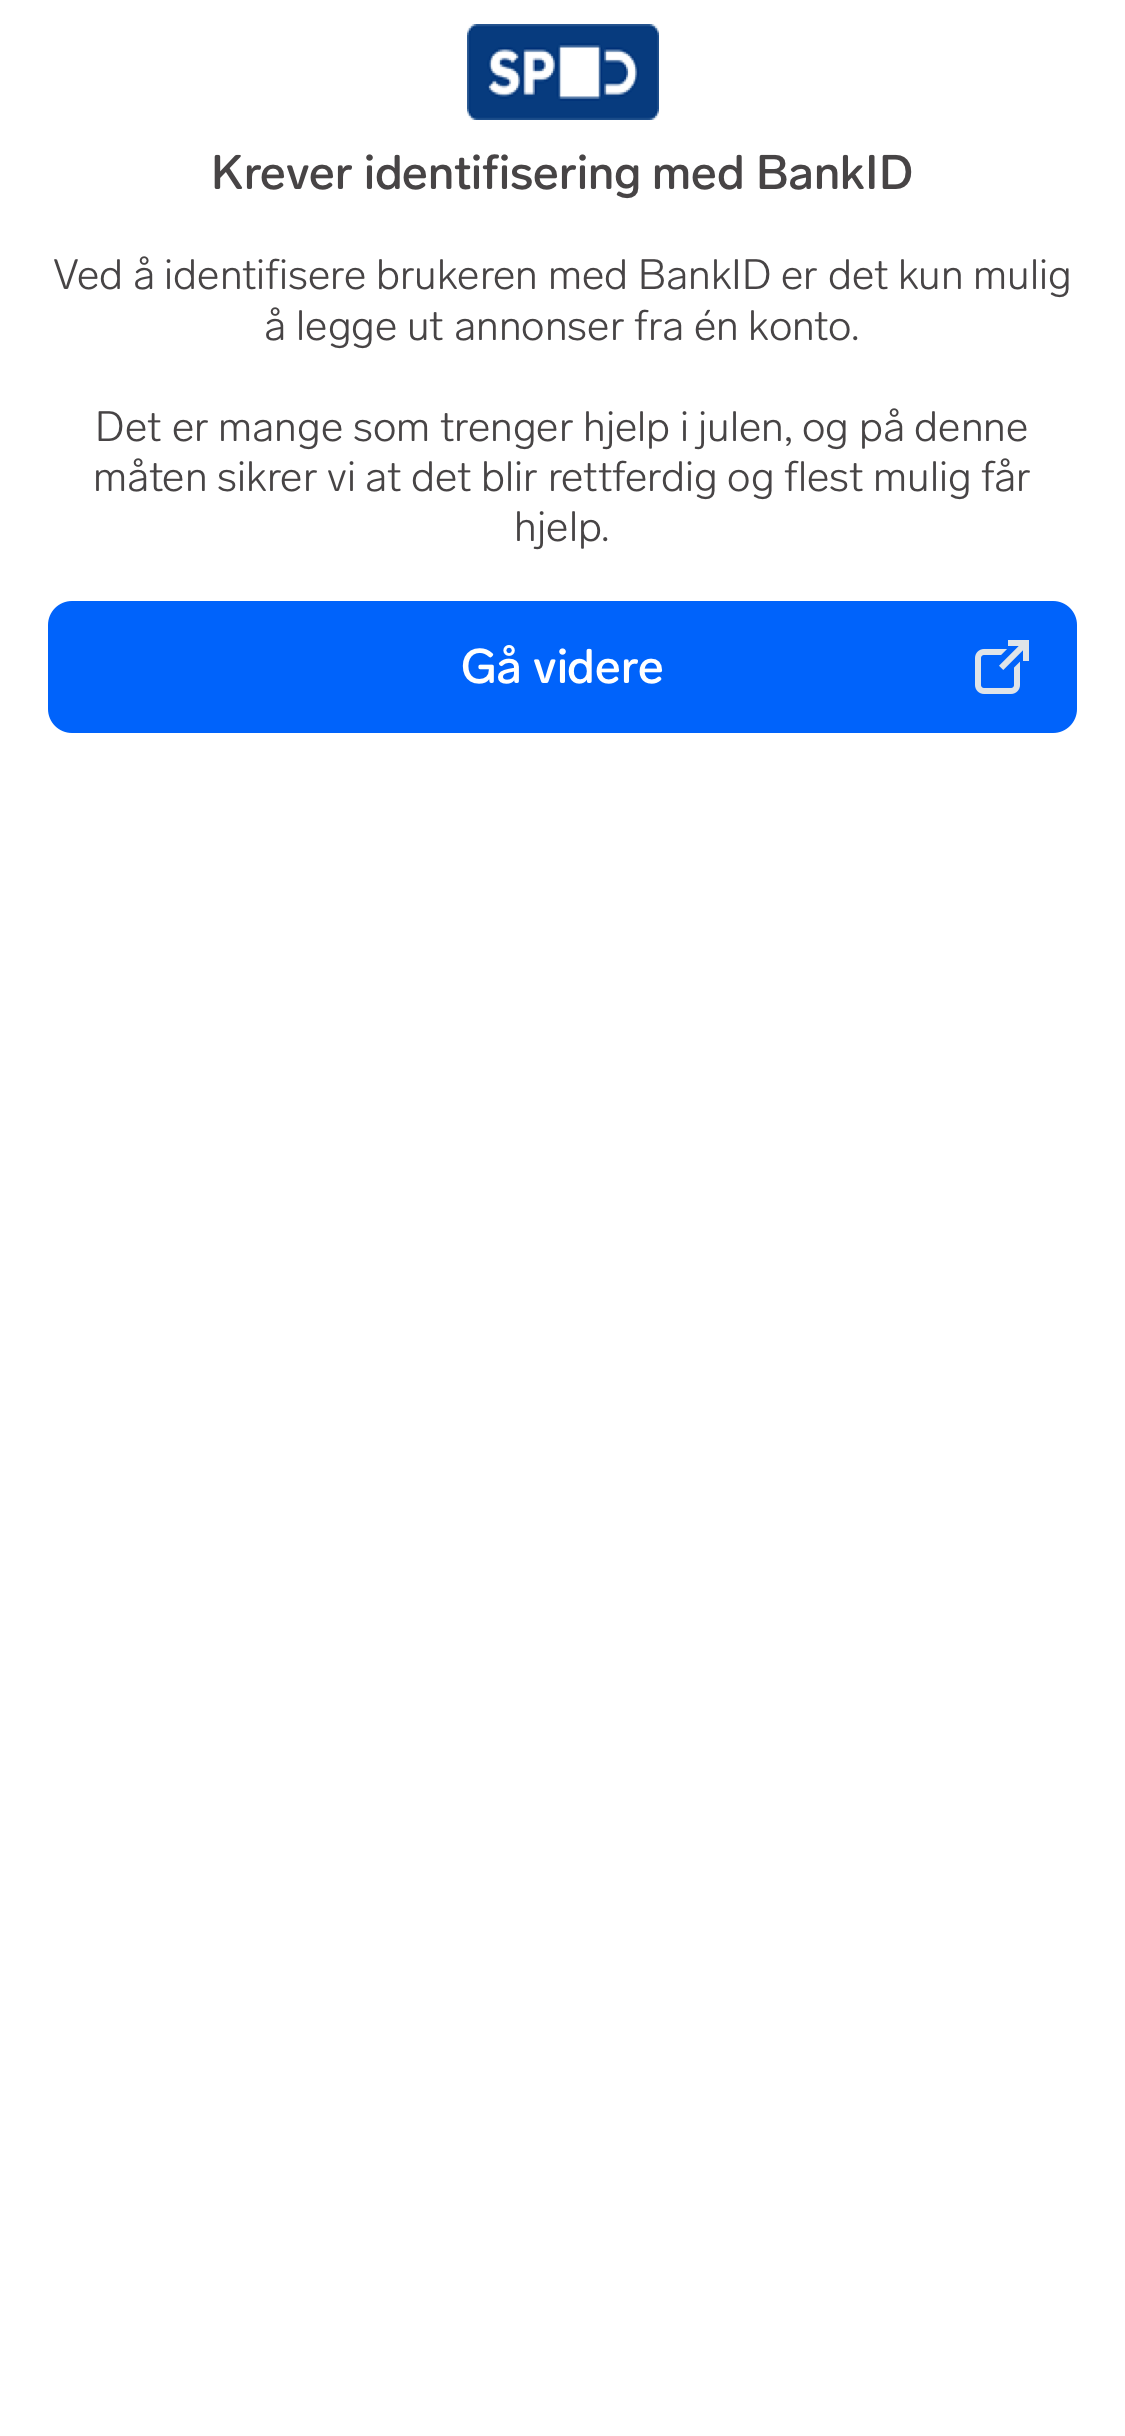 Krever identifisering med BankID
Ved å identifisere brukeren med BankID er det kun mulig
å legge ut annonser fra én konto.
Det er mange som trenger hjelp i julen, og på denne
måten sikrer vi at det blir rettferdig og flest mulig får
hjelp.
Gå videre